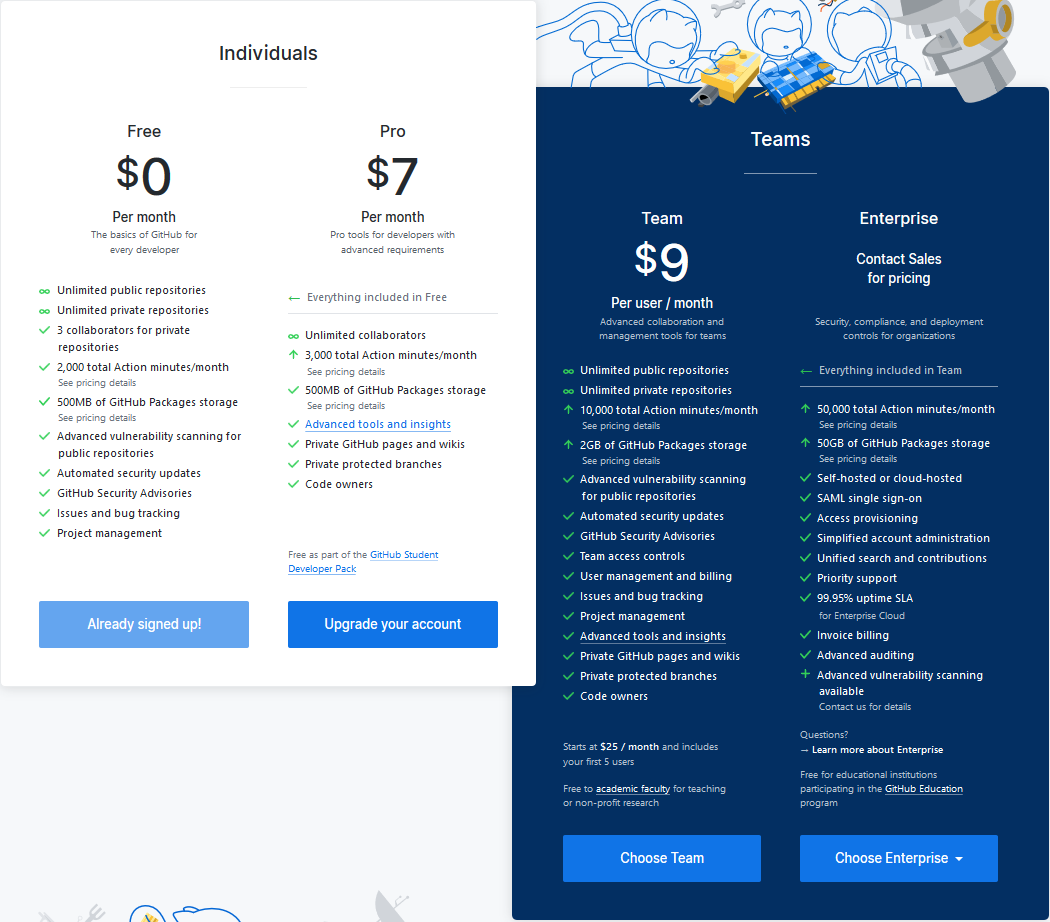 Individuals
Free
$0
Per month
The basics of GitHub for
every developer
Unlimited public repositories
Unlimited private repositories
3 collaborators for private
repositories
2,000 total Action minutes/month
See pricing details
500MB of GitHub Packages storage
See pricing details
Advanced vulnerability scanning for
public repositories
Automated security updates
GitHub Security Advisories
Issues and bug tracking
Project management
Already signed up!
Pro
$7
Per month
Pro tools for developers with
advanced requirements
← Everything included in Free
Unlimited collaborators
3,000 total Action minutes/month
See pricing details
500MB of GitHub Packages storage
See pricing details
Advanced tools and insights
Private GitHub pages and wikis
Private protected branches
Code owners
Free as part of the GitHub Student
Developer Pack
Upgrade your account
Teams
Team
$9
Per user / month
Advanced collaboration and
management tools for teams
Unlimited public repositories
Unlimited private repositories
10,000 total Action minutes/month
See pricing details
2GB of GitHub Packages storage
See pricing details
Advanced vulnerability scanning
for public repositories
Automated security updates
GitHub Security Advisories
Team access controls
User management and billing
Issues and bug tracking
Project management
Advanced tools and insights
Private GitHub pages and wikis
Private protected branches
Code owners
Starts at $25 / month and includes
your first 5 users
Free to academic faculty for teaching
or non-profit research
Choose Team
Enterprise
Contact Sales
for pricing
Security, compliance, and deployment
controls for organizations
← Everything included in Team
50,000 total Action minutes/month
See pricing details
50GB of GitHub Packages storage
See pricing details
Self-hosted or cloud-hosted
SAML single sign-on
Access provisioning
Simplified account administration
Unified search and contributions
Priority support
99.95% uptime SLA
for Enterprise Cloud
Invoice billing
Advanced auditing
Advanced vulnerability scanning
available
Contact us for details
Questions?
→ Learn more about Enterprise
Free for educational institutions
participating in the GitHub Education
program
Choose Enterprise